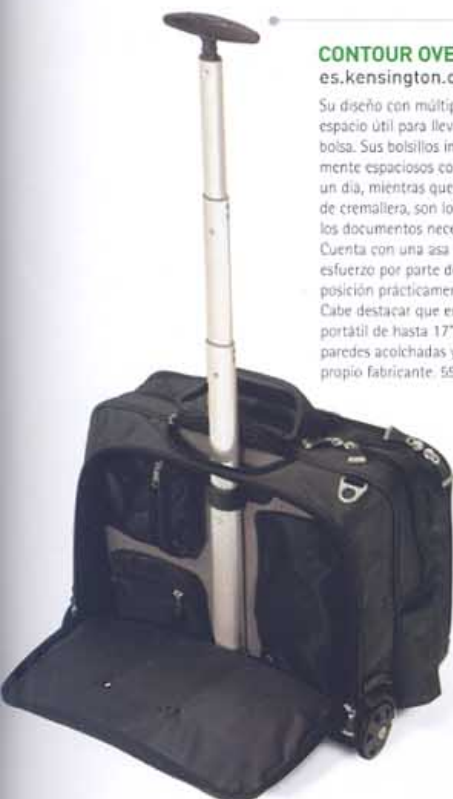 CONTOUR OVE
es.kensington.c
Su diseño con múltip
espacio útil para llev
bolsa. Sus bolsillos in
mente espaciosos co
un día, mientras que
de cremallera, son lo
los documentos nece
Cuenta con una asa
esfuerzo por parte d
posición prácticamen
Cabe destacar que e
portátil de hasta 17"
paredes acolchadas y
propio fabricante. 55